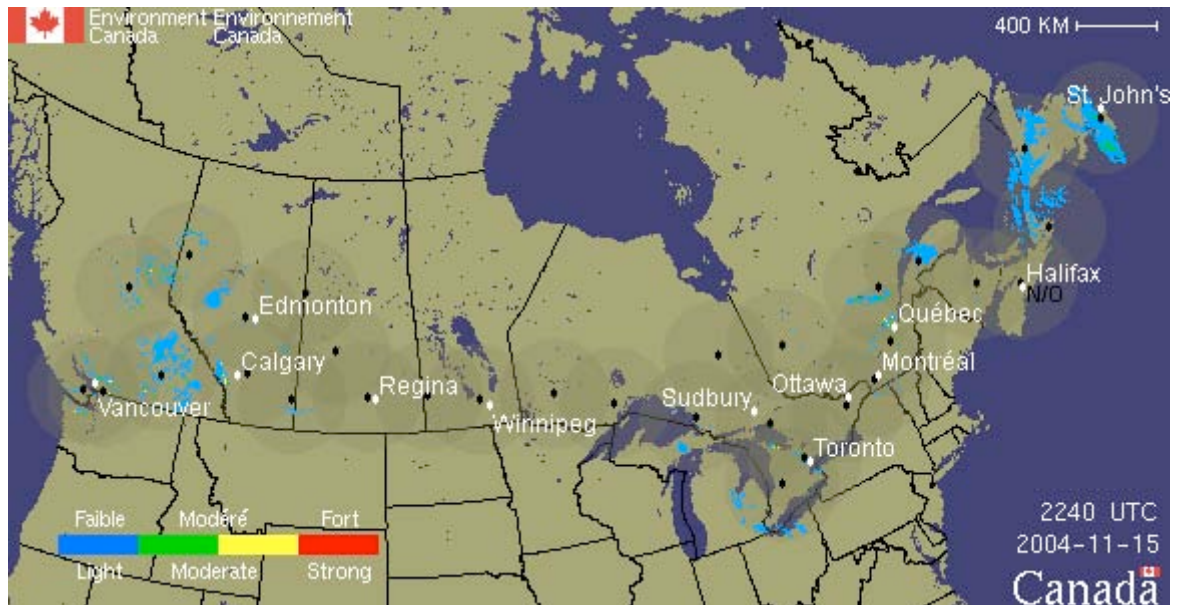 Environment Environnement
Canada Canada
400 KM
St. John's
Halifax
N/O
Edmonton
Québec
Calgary
Montréal
Regina
Ottawa
Sudbury
Vancouver
Winnipeg
Toronto
Faible Modéré Fort
Light Moderate Strong
2240 UTC
2004-11-15
Canada